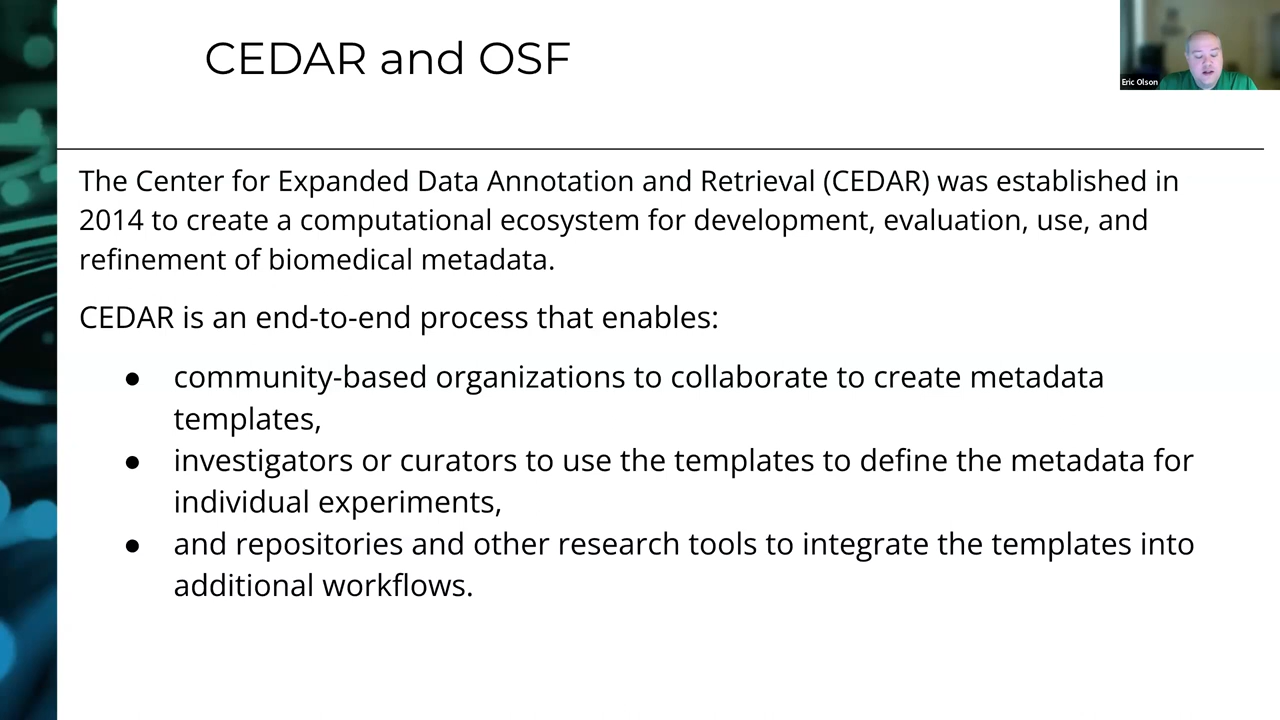 CEDAR and OSF
Eric Olson
The Center for Expanded Data Annotation and Retrieval (CEDAR) was established in
2014 to create a computational ecosystem for development, evaluation, use, and
refinement of biomedical metadata.
CEDAR is an end-to-end process that enables:
● community-based organizations to collaborate to create metadata
templates,
● investigators or curators to use the templates to define the metadata for
individual experiments,
● and repositories and other research tools to integrate the templates into
additional workflows.